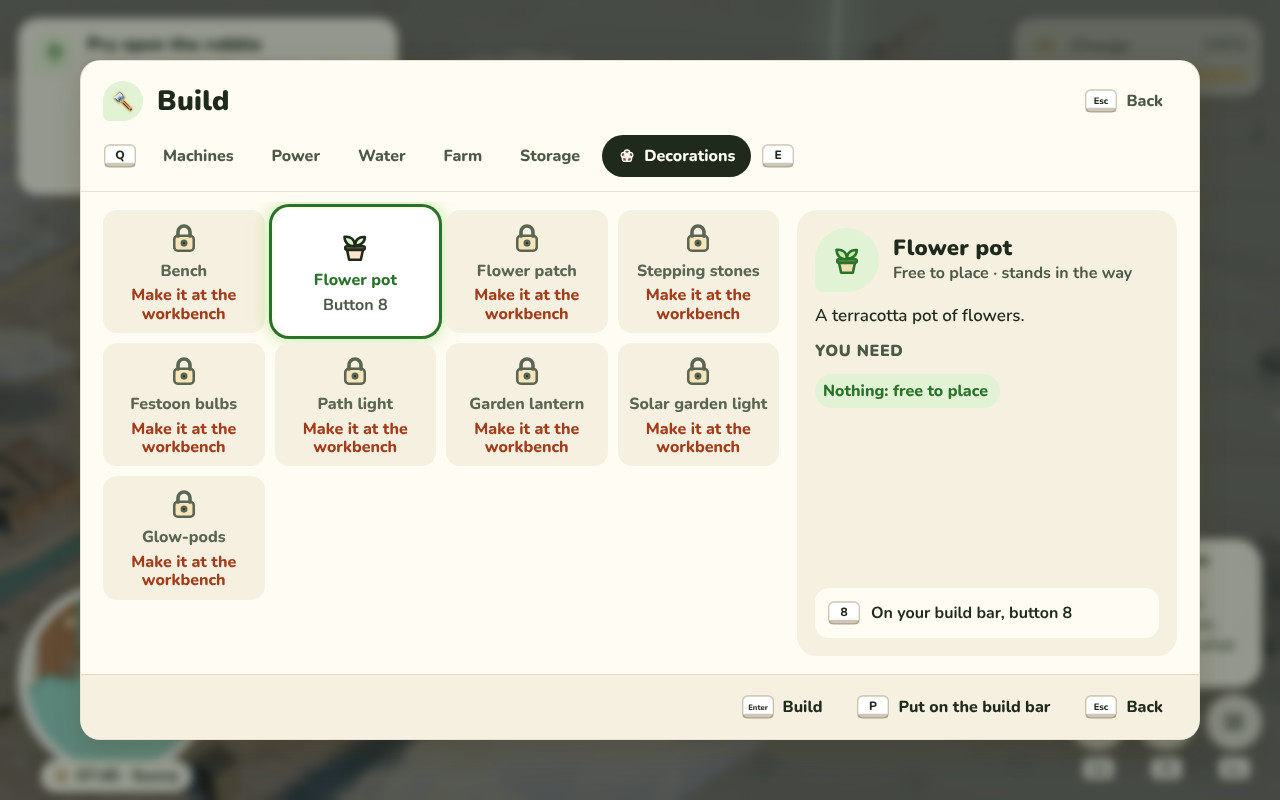 Pry open the rubble
Build
Esc Back
Q Machines Power Water Farm Storage Decorations E
Bench
Make it at the
workbench
Flower pot
Button 8
Flower patch
Make it at the
workbench
Stepping stones
Make it at the
workbench
Festoon bulbs
Make it at the
workbench
Path light
Make it at the
workbench
Garden lantern
Make it at the
workbench
Solar garden light
Make it at the
workbench
Glow-pods
Make it at the
workbench
Flower pot
Free to place · stands in the way
A terracotta pot of flowers.
YOU NEED
Nothing: free to place
8 On your build bar, button 8
Enter Build P Put on the build bar Esc Back